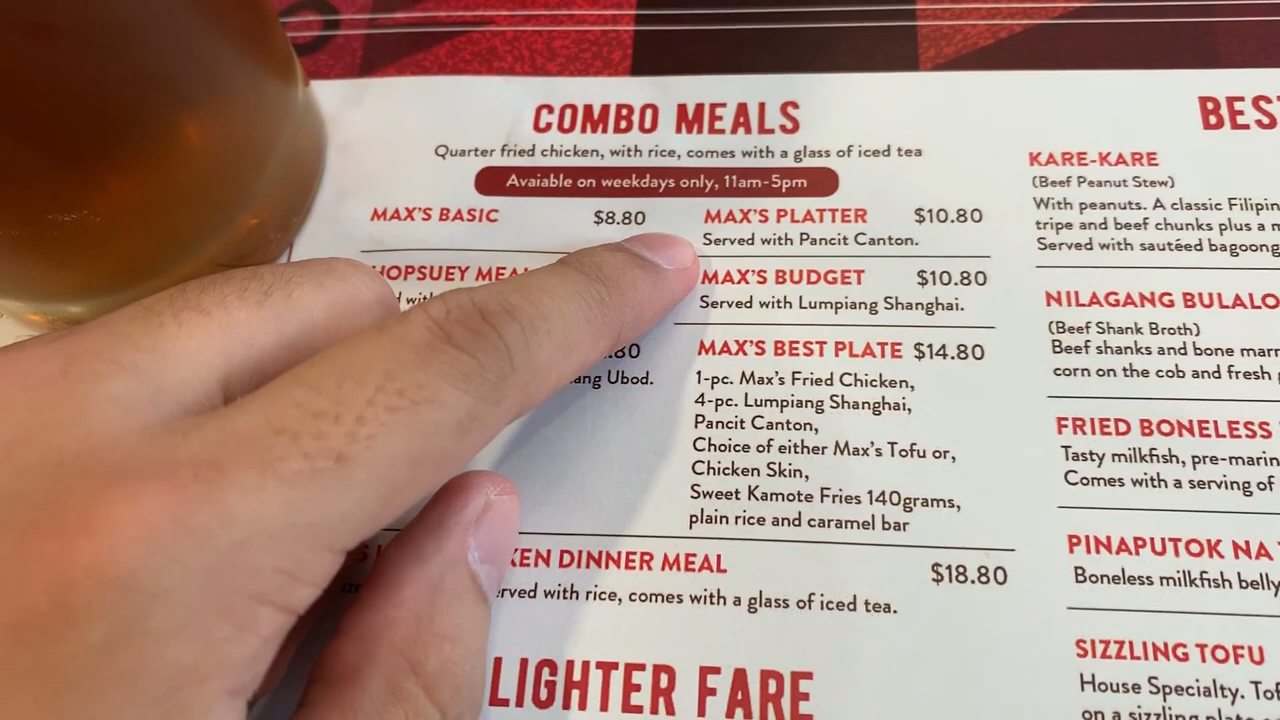 COMBO MEALS
Quarter fried chicken, with rice, comes with a glass of iced tea
Avaiable on weekdays only, 11am-5pm
MAX'S BASIC $8.80
MAX'S PLATTER $10.80
Served with Pancit Canton.
MAX'S BUDGET $10.80
Served with Lumpiang Shanghai.
MAX'S BEST PLATE $14.80
1-pc. Max's Fried Chicken,
4-pc. Lumpiang Shanghai,
Pancit Canton,
Choice of either Max's Tofu or,
Chicken Skin,
Sweet Kamote Fries 140grams,
plain rice and caramel bar
Ubod.
DINNER MEAL $18.80
with rice, comes with a glass of iced tea.
LIGHTER FARE
KARE-KARE
(Beef Peanut Stew)
With peanuts. A classic
tripe and beef chunks plus a
Served with sautéed bagoong
NILAGANG BULALO
(Beef Shank Broth)
Beef shanks and bone
corn on the cob and fresh
FRIED BONELESS
Tasty milkfish,
Comes with a serving of
PINAPUTOK NA
Boneless milkfish belly
SIZZLING TOFU
House Specialty.
on a sizzling